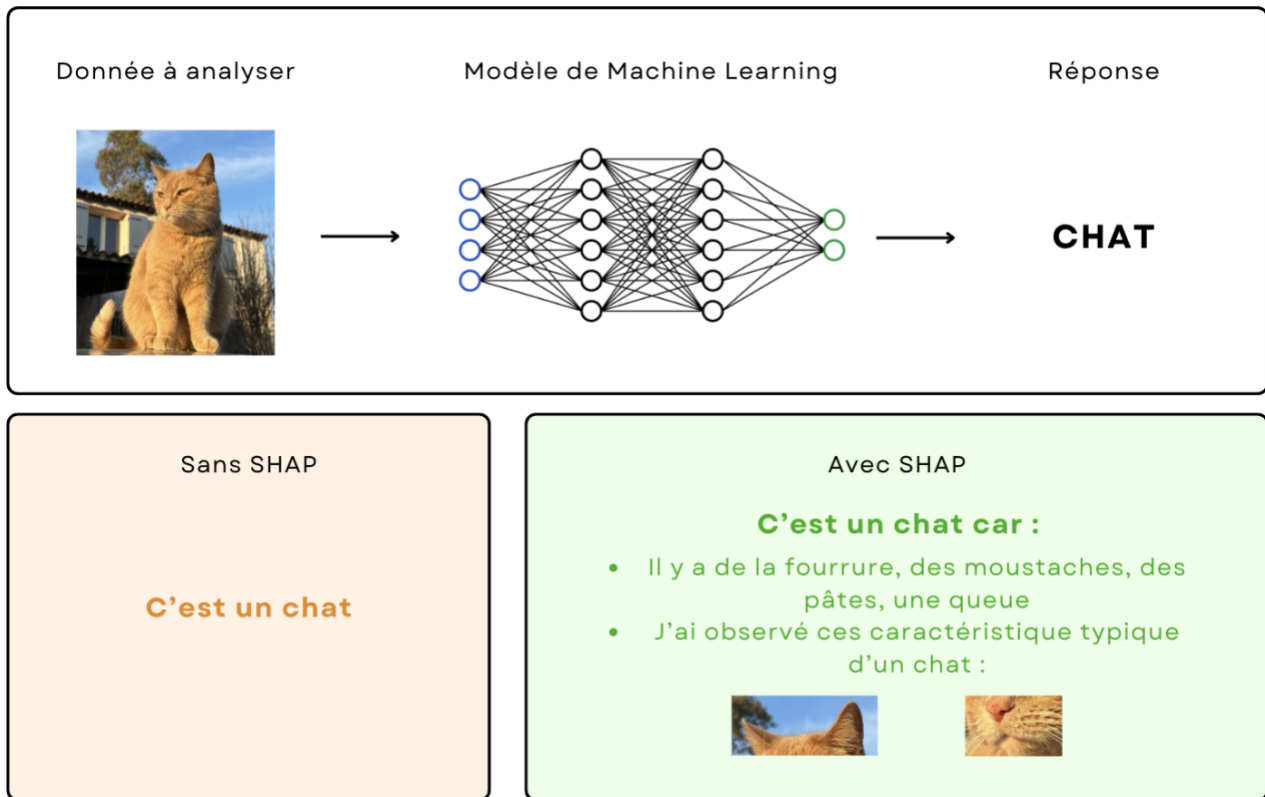 Donnée à analyser
Modèle de Machine Learning
Réponse
CHAT
Sans SHAP
C'est un chat
Avec SHAP
C'est un chat car :
• Il y a de la fourrure, des moustaches, des
pâtes, une queue
• J'ai observé ces caractéristique typique
d'un chat :